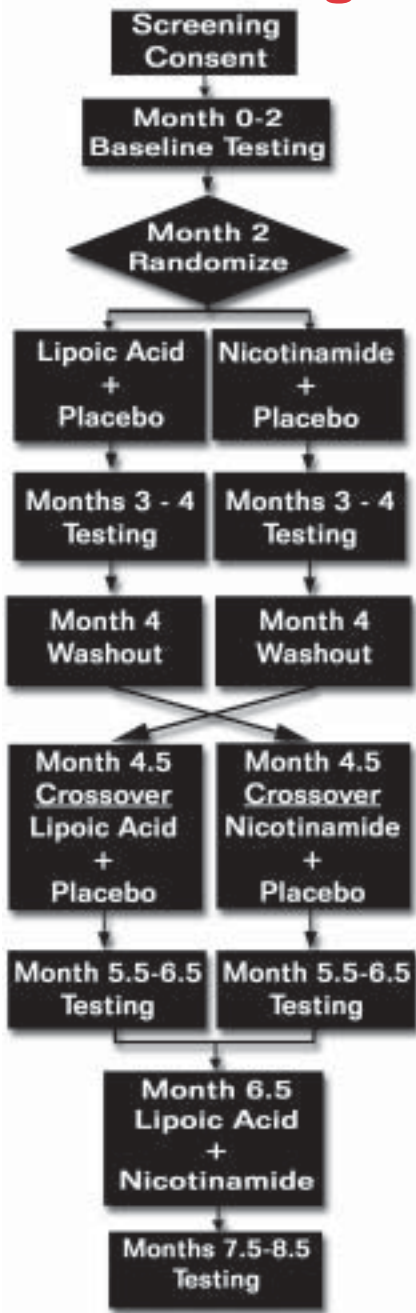 Screening
Consent
Month 0-2
Baseline Testing
Month 2
Randomize
Lipoic Acid
+
Placebo
Nicotinamide
+
Placebo
Months 3 - 4
Testing
Months 3 - 4
Testing
Month 4
Washout
Month 4
Washout
Month 4.5
Crossover
Lipoic Acid
+
Placebo
Month 4.5
Crossover
Nicotinamide
+
Placebo
Month 5.5-6.5
Testing
Month 5.5-6.5
Testing
Month 6.5
Lipoic Acid
+
Nicotinamide
Months 7.5-8.5
Testing